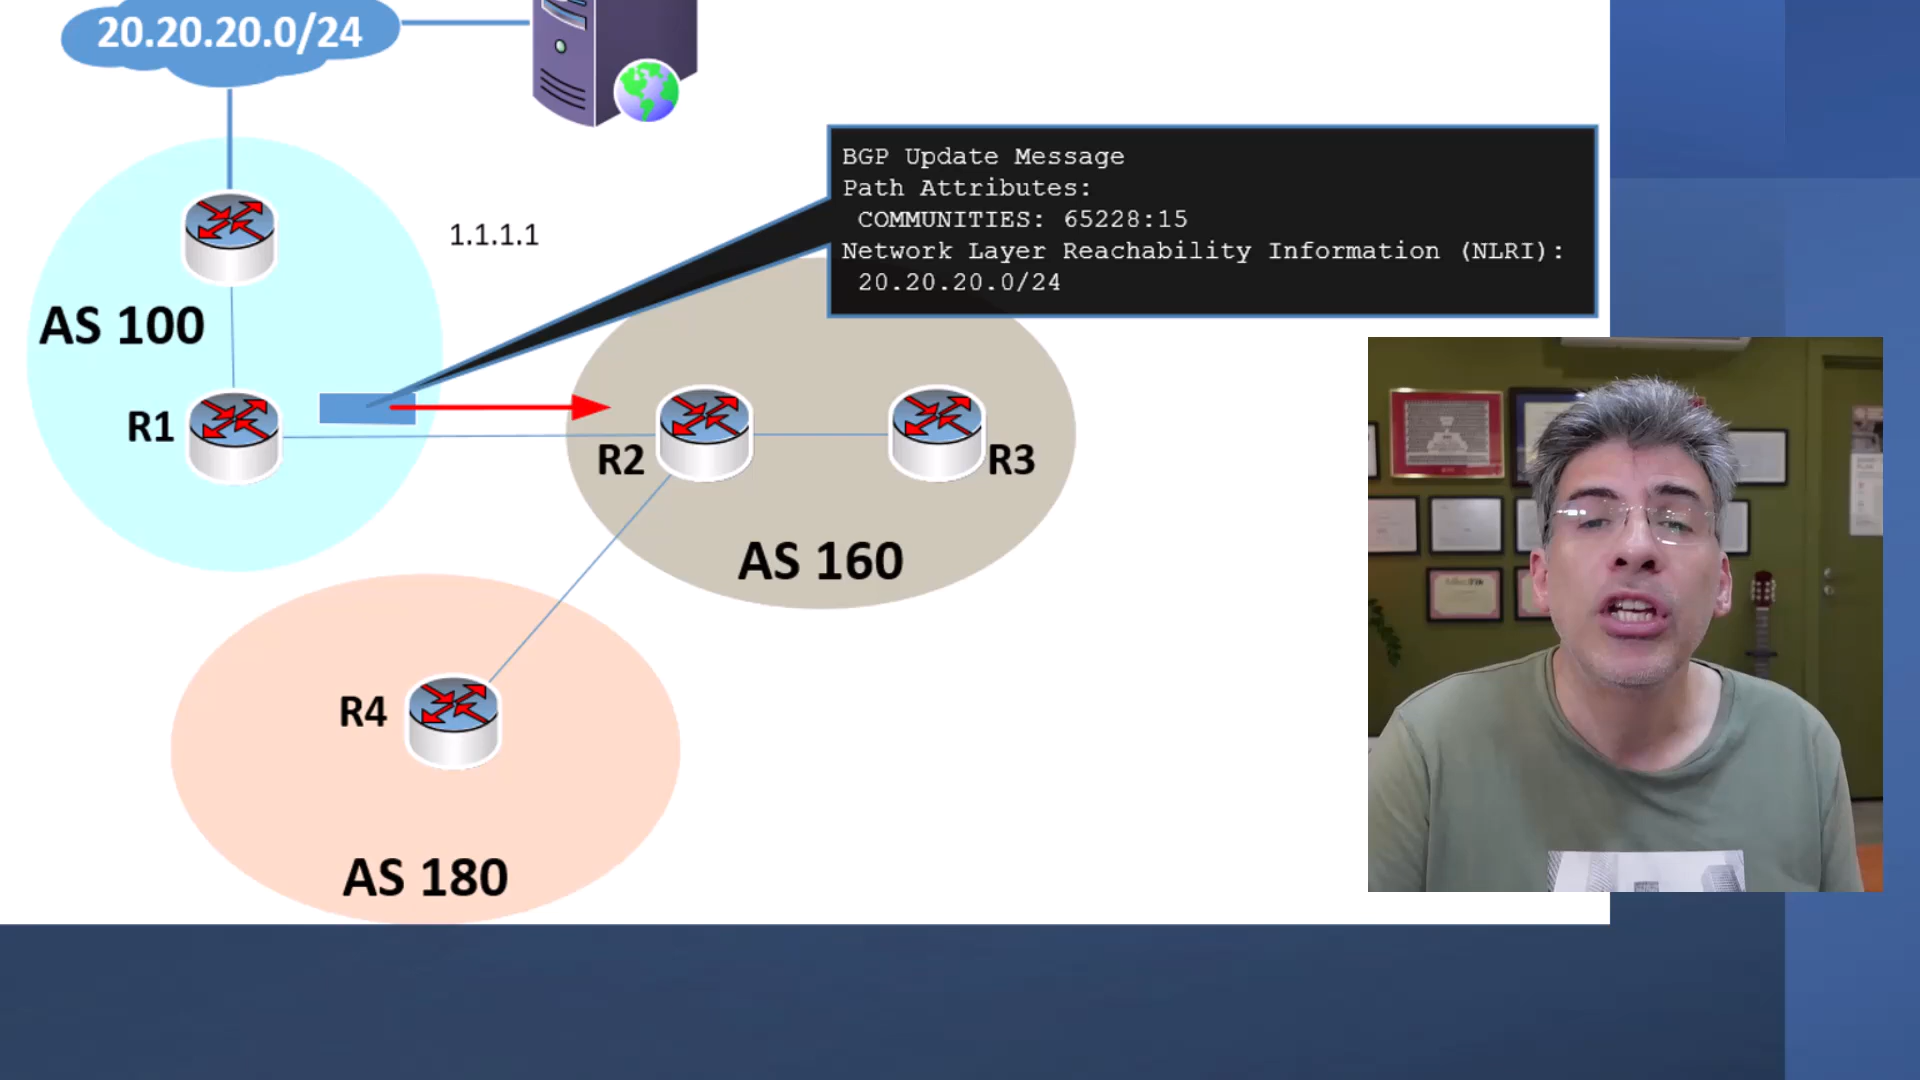 20.20.20.0/24
BGP Update Message
Path Attributes:
COMMUNITIES: 65228:15
Network Layer Reachability Information (NLRI):
20.20.20.0/24
1.1.1.1
AS 100
R1
R2
R3
AS 160
R4
AS 180